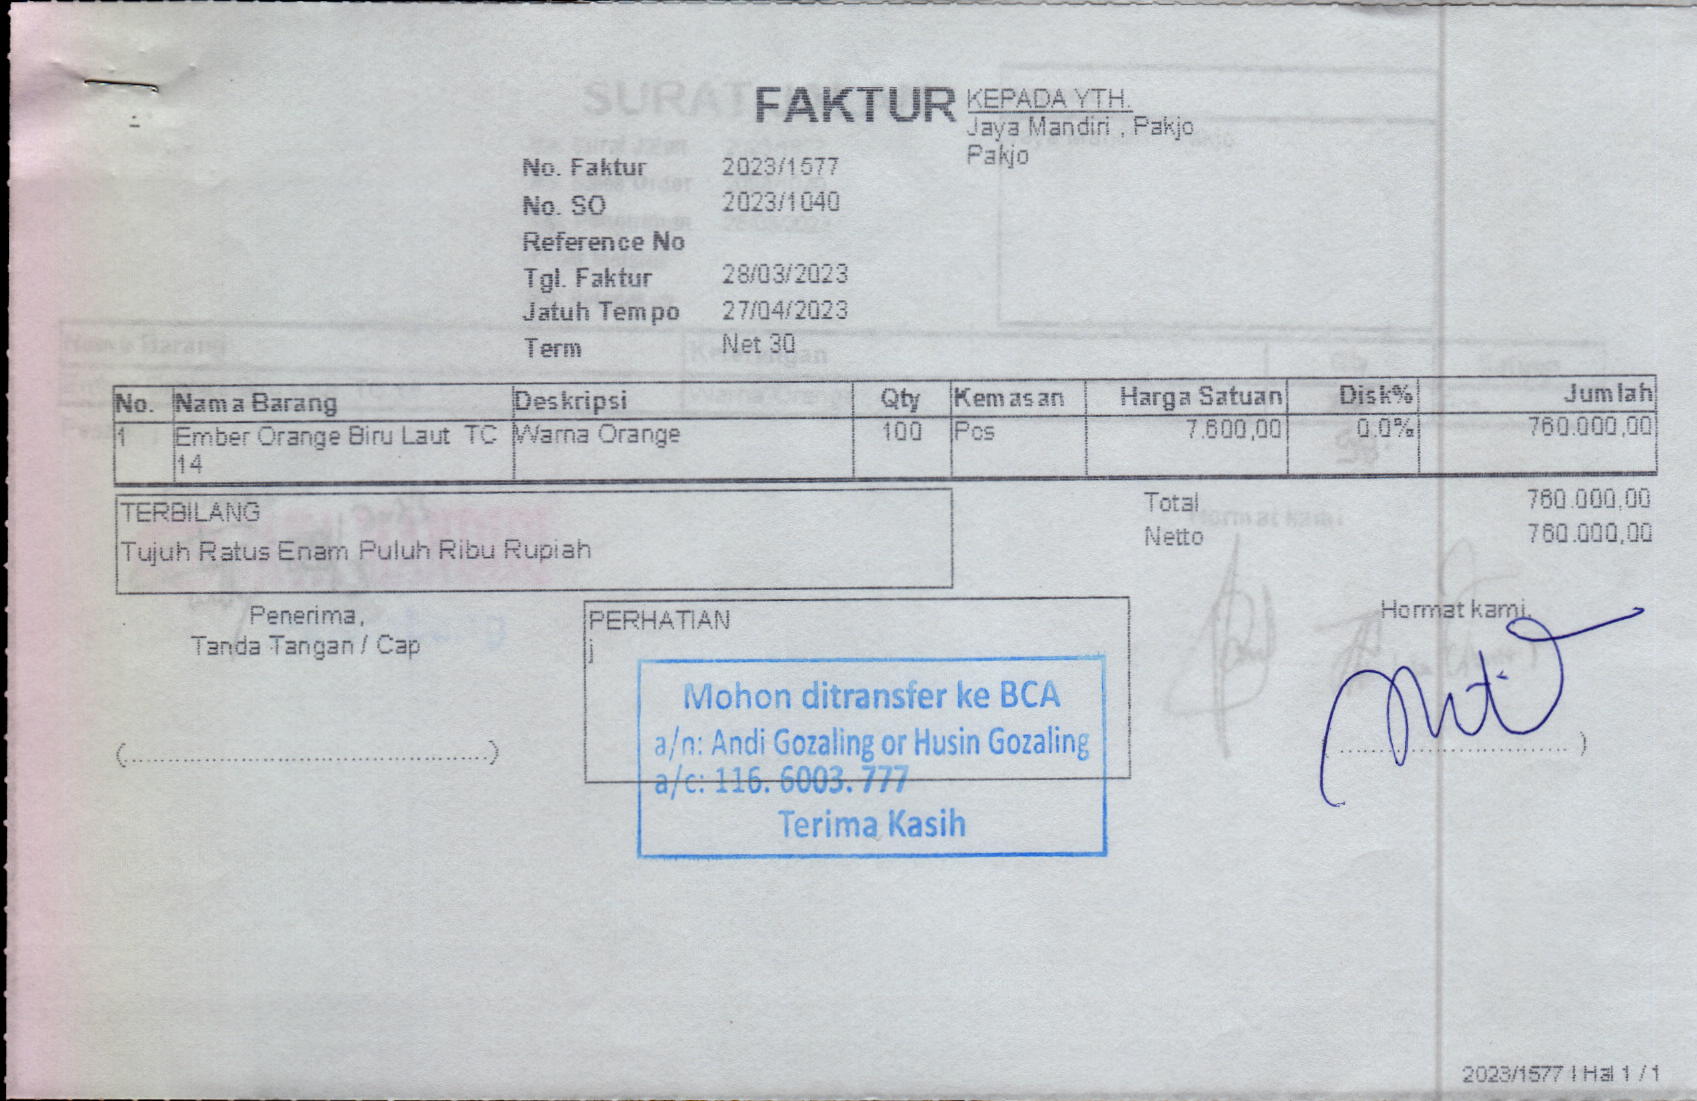 FAKTUR
KEPADA YTH.
Jaya Mandiri , Pakjo
Pakjo
No. Faktur 2023/1577
No. SO 2023/1040
Reference No
Tgl. Faktur 28/03/2023
Jatuh Tempo 27/04/2023
Term Net 30
No. Nama Barang Deskripsi Qty Kemasan Harga Satuan Disk% Jumlah
1 Ember Orange Biru Laut TC Warna Orange 100 Pcs 7.600,00 0.0% 760.000,00
14
TERBILANG
Tujuh Ratus Enam Puluh Ribu Rupiah
Total 760.000,00
Netto 760.000,00
Penerima,
Tanda Tangan / Cap
(..........................................)
PERHATIAN
j
Mohon ditransfer ke BCA
a/n: Andi Gozaling or Husin Gozaling
a/c: 116. 6003. 777
Terima Kasih
Hormat kami,
2023/1577 | Hal 1 / 1